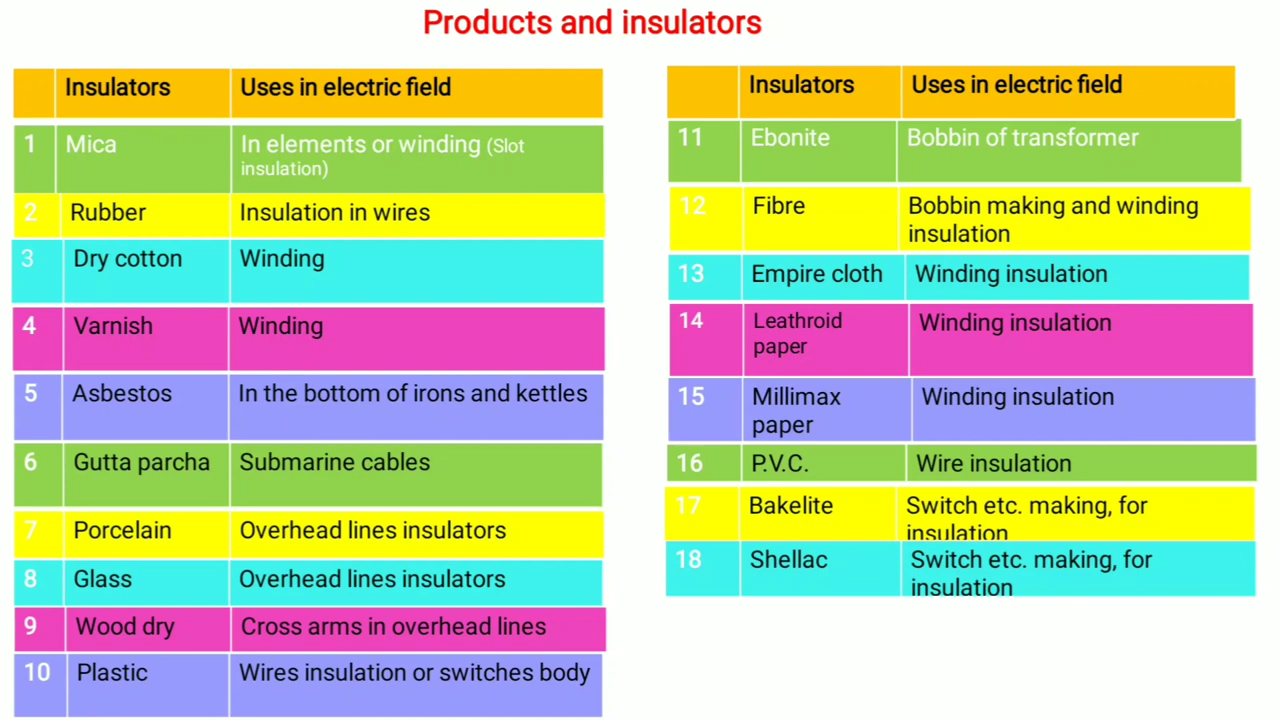 Products and insulators
Insulators Uses in electric field
1 Mica In elements or winding (Slot
insulation)
2 Rubber Insulation in wires
3 Dry cotton Winding
4 Varnish Winding
5 Asbestos In the bottom of irons and kettles
6 Gutta parcha Submarine cables
7 Porcelain Overhead lines insulators
8 Glass Overhead lines insulators
9 Wood dry Cross arms in overhead lines
10 Plastic Wires insulation or switches body
Insulators Uses in electric field
11 Ebonite Bobbin of transformer
12 Fibre Bobbin making and winding
insulation
13 Empire cloth Winding insulation
14 Leathroid Winding insulation
paper
15 Millimax Winding insulation
paper
16 P.V.C. Wire insulation
17 Bakelite Switch etc. making, for
insulation
18 Shellac Switch etc. making, for
insulation